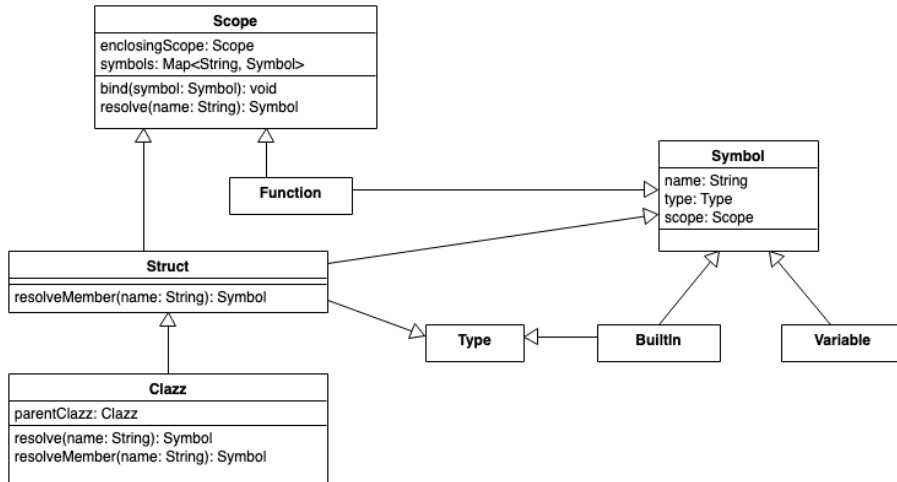 Scope
enclosingScope: Scope
symbols: Map<String, Symbol>
bind(symbol: Symbol): void
resolve(name: String): Symbol
Function
Symbol
name: String
type: Type
scope: Scope
Struct
resolveMember(name: String): Symbol
Type
BuiltIn
Variable
Clazz
parentClazz: Clazz
resolve(name: String): Symbol
resolveMember(name: String): Symbol